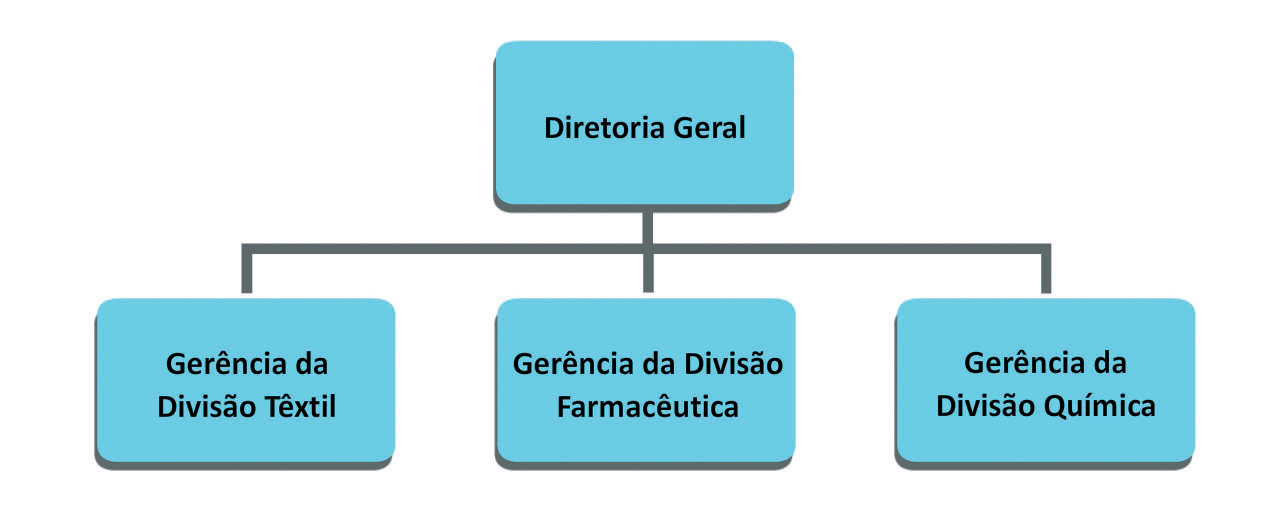 Diretoria Geral
Gerência da
Divisão Têxtil
Gerência da Divisão
Farmacêutica
Gerência da
Divisão Química